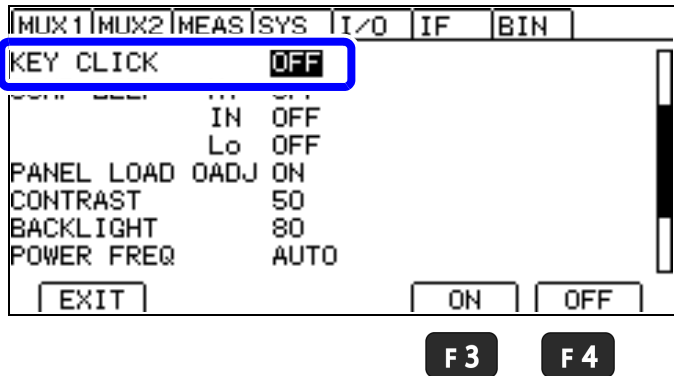 MUX1 MUX2 MEAS SYS I/O IF BIN
KEY CLICK OFF
IN OFF
Lo OFF
PANEL LOAD OADJ ON
CONTRAST 50
BACKLIGHT 80
POWER FREQ AUTO
EXIT ON OFF
F3 F4